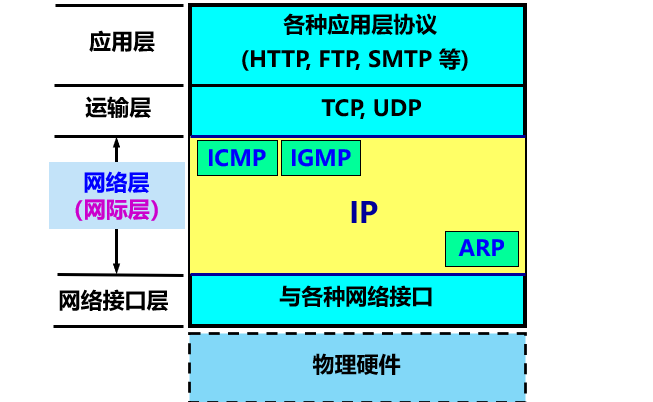 应用层
各种应用层协议
(HTTP, FTP, SMTP 等)
运输层
TCP, UDP
网络层
（网际层）
ICMP
IGMP
IP
ARP
网络接口层
与各种网络接口
物理硬件